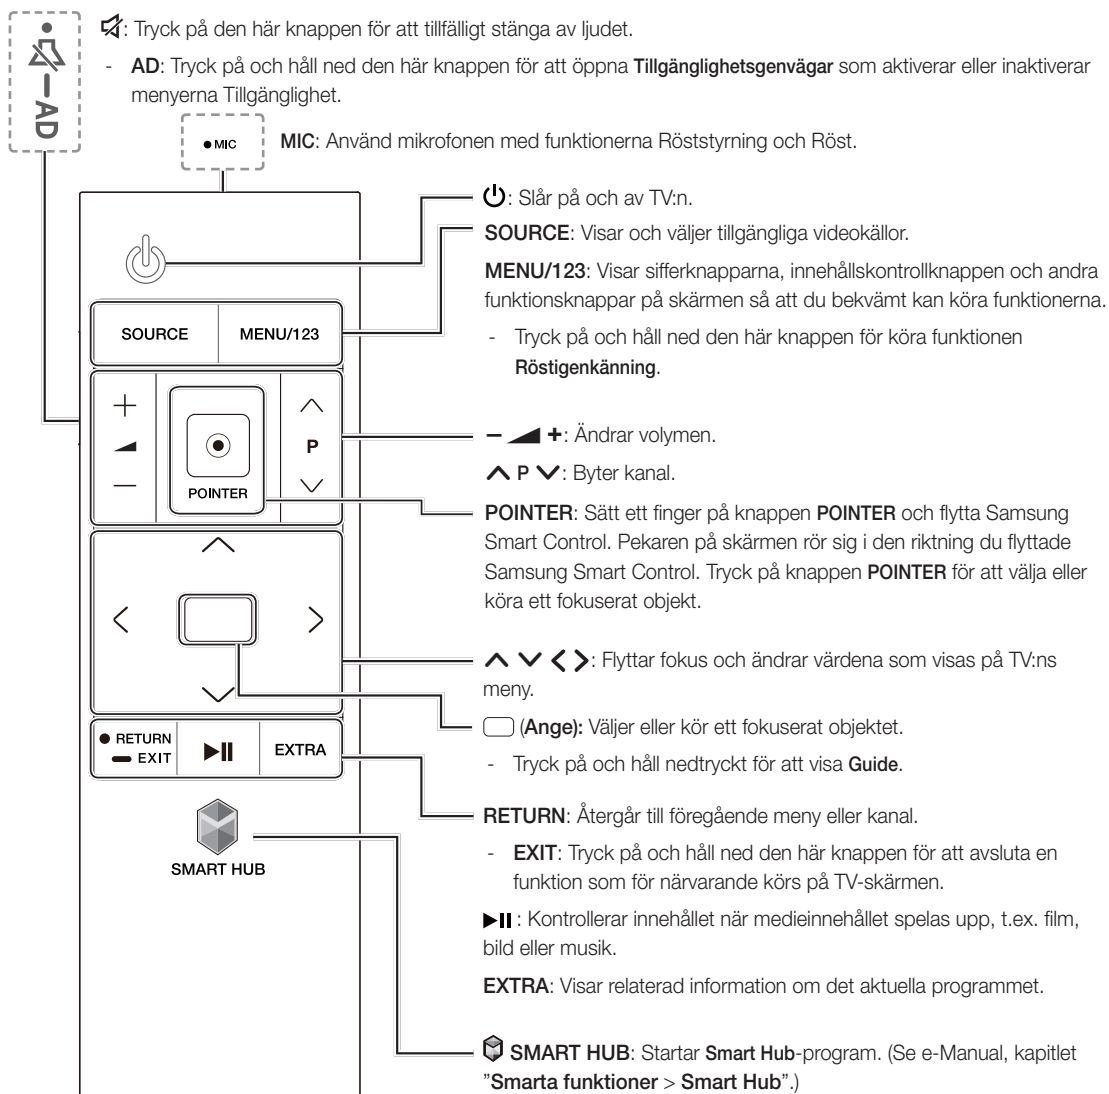 : Tryck på den här knappen för att tillfälligt stänga av ljudet.
- AD: Tryck på och håll ned den här knappen för att öppna Tillgänglighetsgenvägar som aktiverar eller inaktiverar
menyerna Tillgänglighet.
AD
MIC
MIC: Använd mikrofonen med funktionerna Röststyrning och Röst.
: Slår på och av TV:n.
SOURCE: Visar och väljer tillgängliga videokällor.
MENU/123: Visar sifferknapparna, innehållskontrollknappen och andra
funktionsknappar på skärmen så att du bekvämt kan köra funktionerna.
- Tryck på och håll ned den här knappen för köra funktionen
Röstigenkänning.
SOURCE
MENU/123
+
P
—
POINTER
− +: Ändrar volymen.
P : Byter kanal.
POINTER: Sätt ett finger på knappen POINTER och flytta Samsung
Smart Control. Pekaren på skärmen rör sig i den riktning du flyttade
Samsung Smart Control. Tryck på knappen POINTER för att välja eller
köra ett fokuserat objekt.
: Flyttar fokus och ändrar värdena som visas på TV:ns
meny.
(Ange): Väljer eller kör ett fokuserat objektet.
- Tryck på och håll nedtryckt för att visa Guide.
RETURN
EXIT
EXTRA
SMART HUB
RETURN: Återgår till föregående meny eller kanal.
- EXIT: Tryck på och håll ned den här knappen för att avsluta en
funktion som för närvarande körs på TV-skärmen.
: Kontrollerar innehållet när medieinnehållet spelas upp, t.ex. film,
bild eller musik.
EXTRA: Visar relaterad information om det aktuella programmet.
SMART HUB: Startar Smart Hub-program. (Se e-Manual, kapitlet
"Smarta funktioner > Smart Hub".)